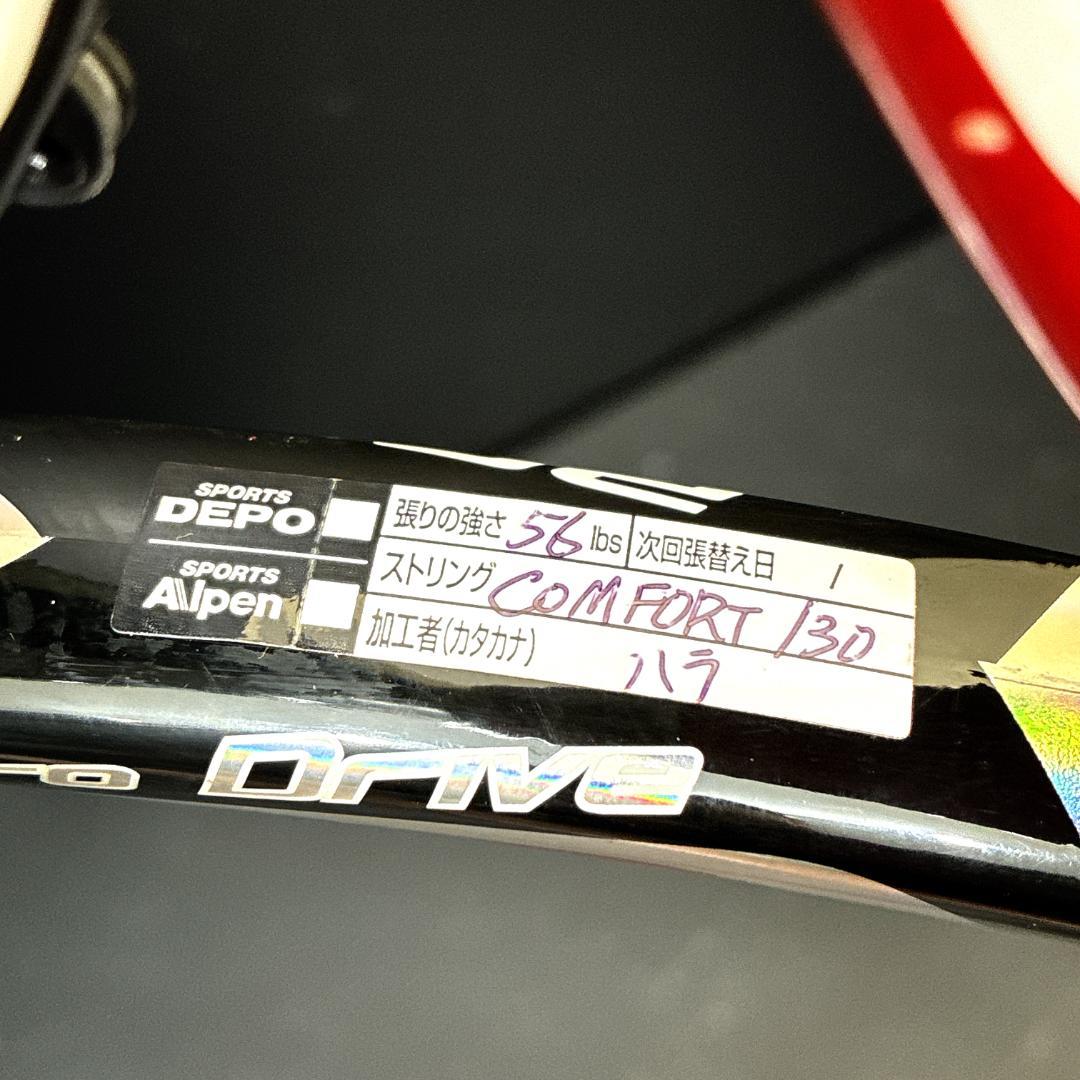 SPORTS
DEPO
SPORTS
Alpen
張りの強さ 56 lbs 次回張替え日 /
ストリング COMFORT 130
加工者(カタカナ) ハラ
Drive